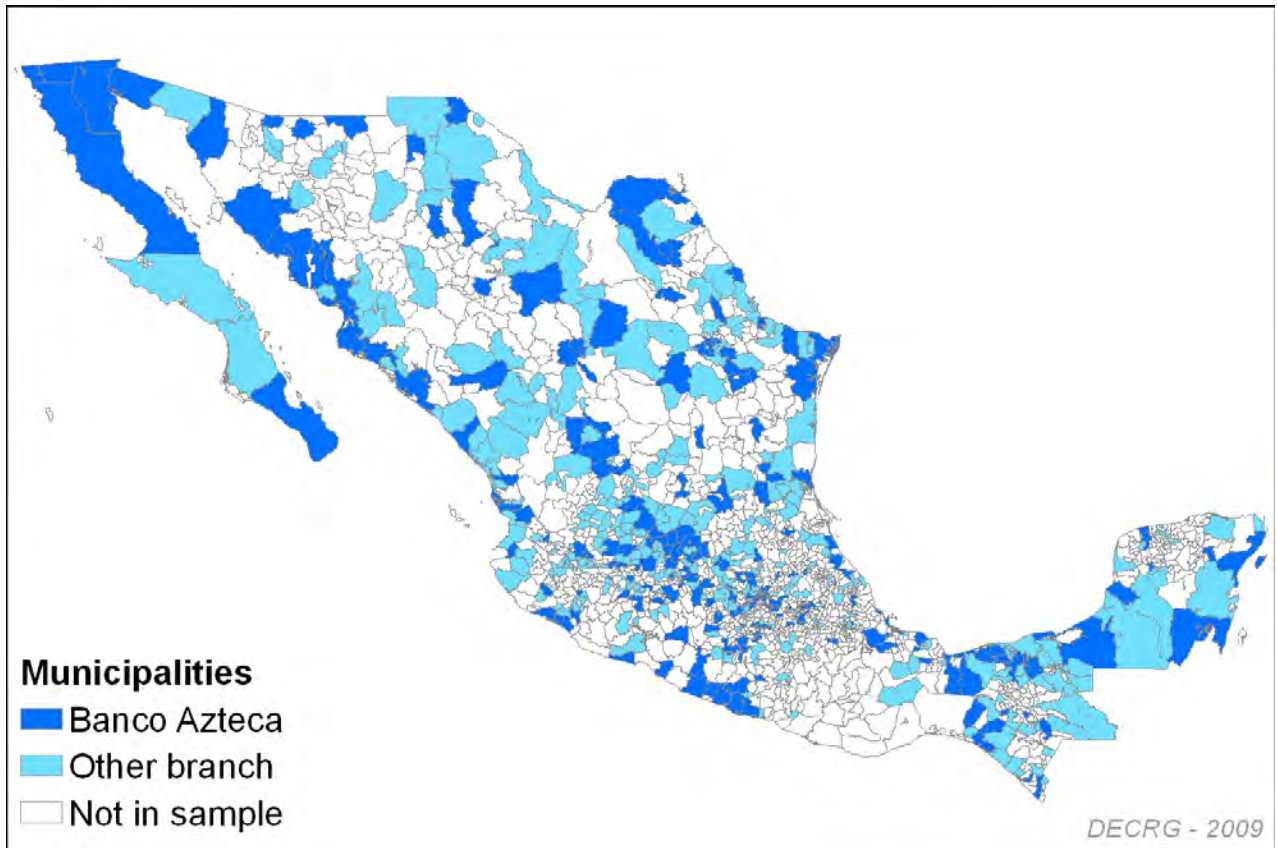 Municipalities
Banco Azteca
Other branch
Not in sample
DECRG - 2009